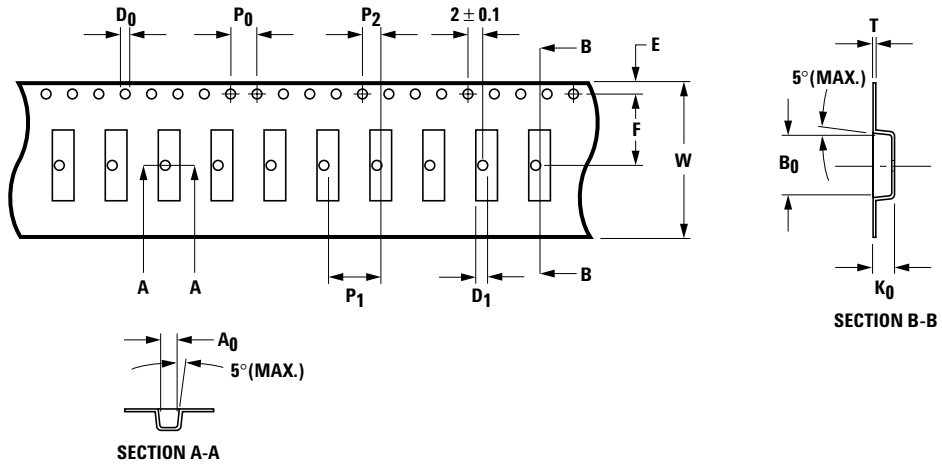 D0 P0 P2 2 ± 0.1 B E T
5°(MAX.)
F
W
B0
A A P1 D1 B
K0
SECTION B-B
A0
5°(MAX.)
SECTION A-A